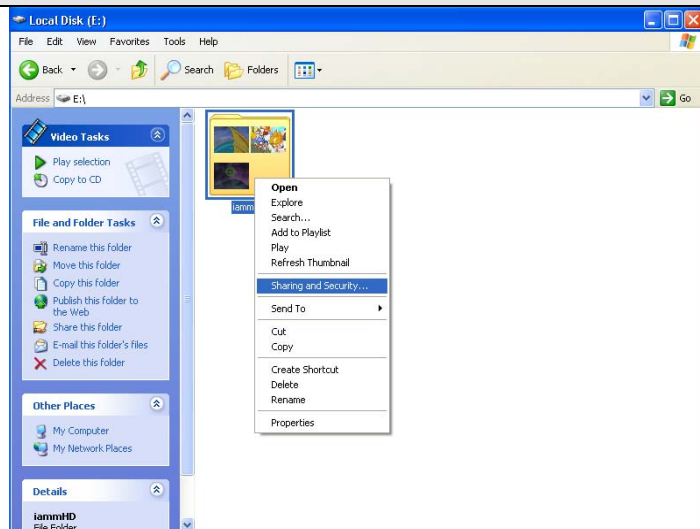 Local Disk (E:)
File Edit View Favorites Tools Help
Back Search Folders
Address E:\ Go
Video Tasks
Play selection
Copy to CD
File and Folder Tasks
Rename this folder
Move this folder
Copy this folder
Publish this folder to
the Web
Share this folder
E-mail this folder's files
Delete this folder
Other Places
My Computer
My Network Places
Details
iammHD
File Folder
iamm
Open
Explore
Search...
Add to Playlist
Play
Refresh Thumbnail
Sharing and Security...
Send To
Cut
Copy
Create Shortcut
Delete
Rename
Properties